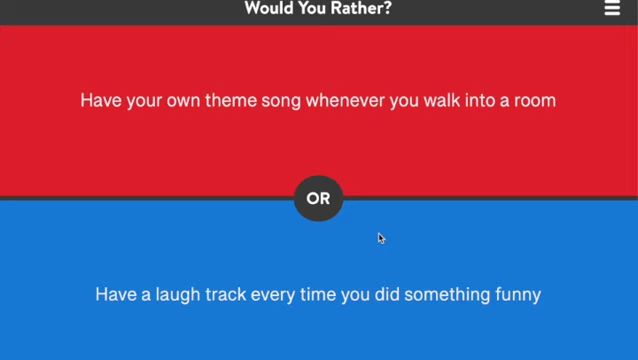 Would You Rather?
Have your own theme song whenever you walk into a room
OR
Have a laugh track every time you did something funny